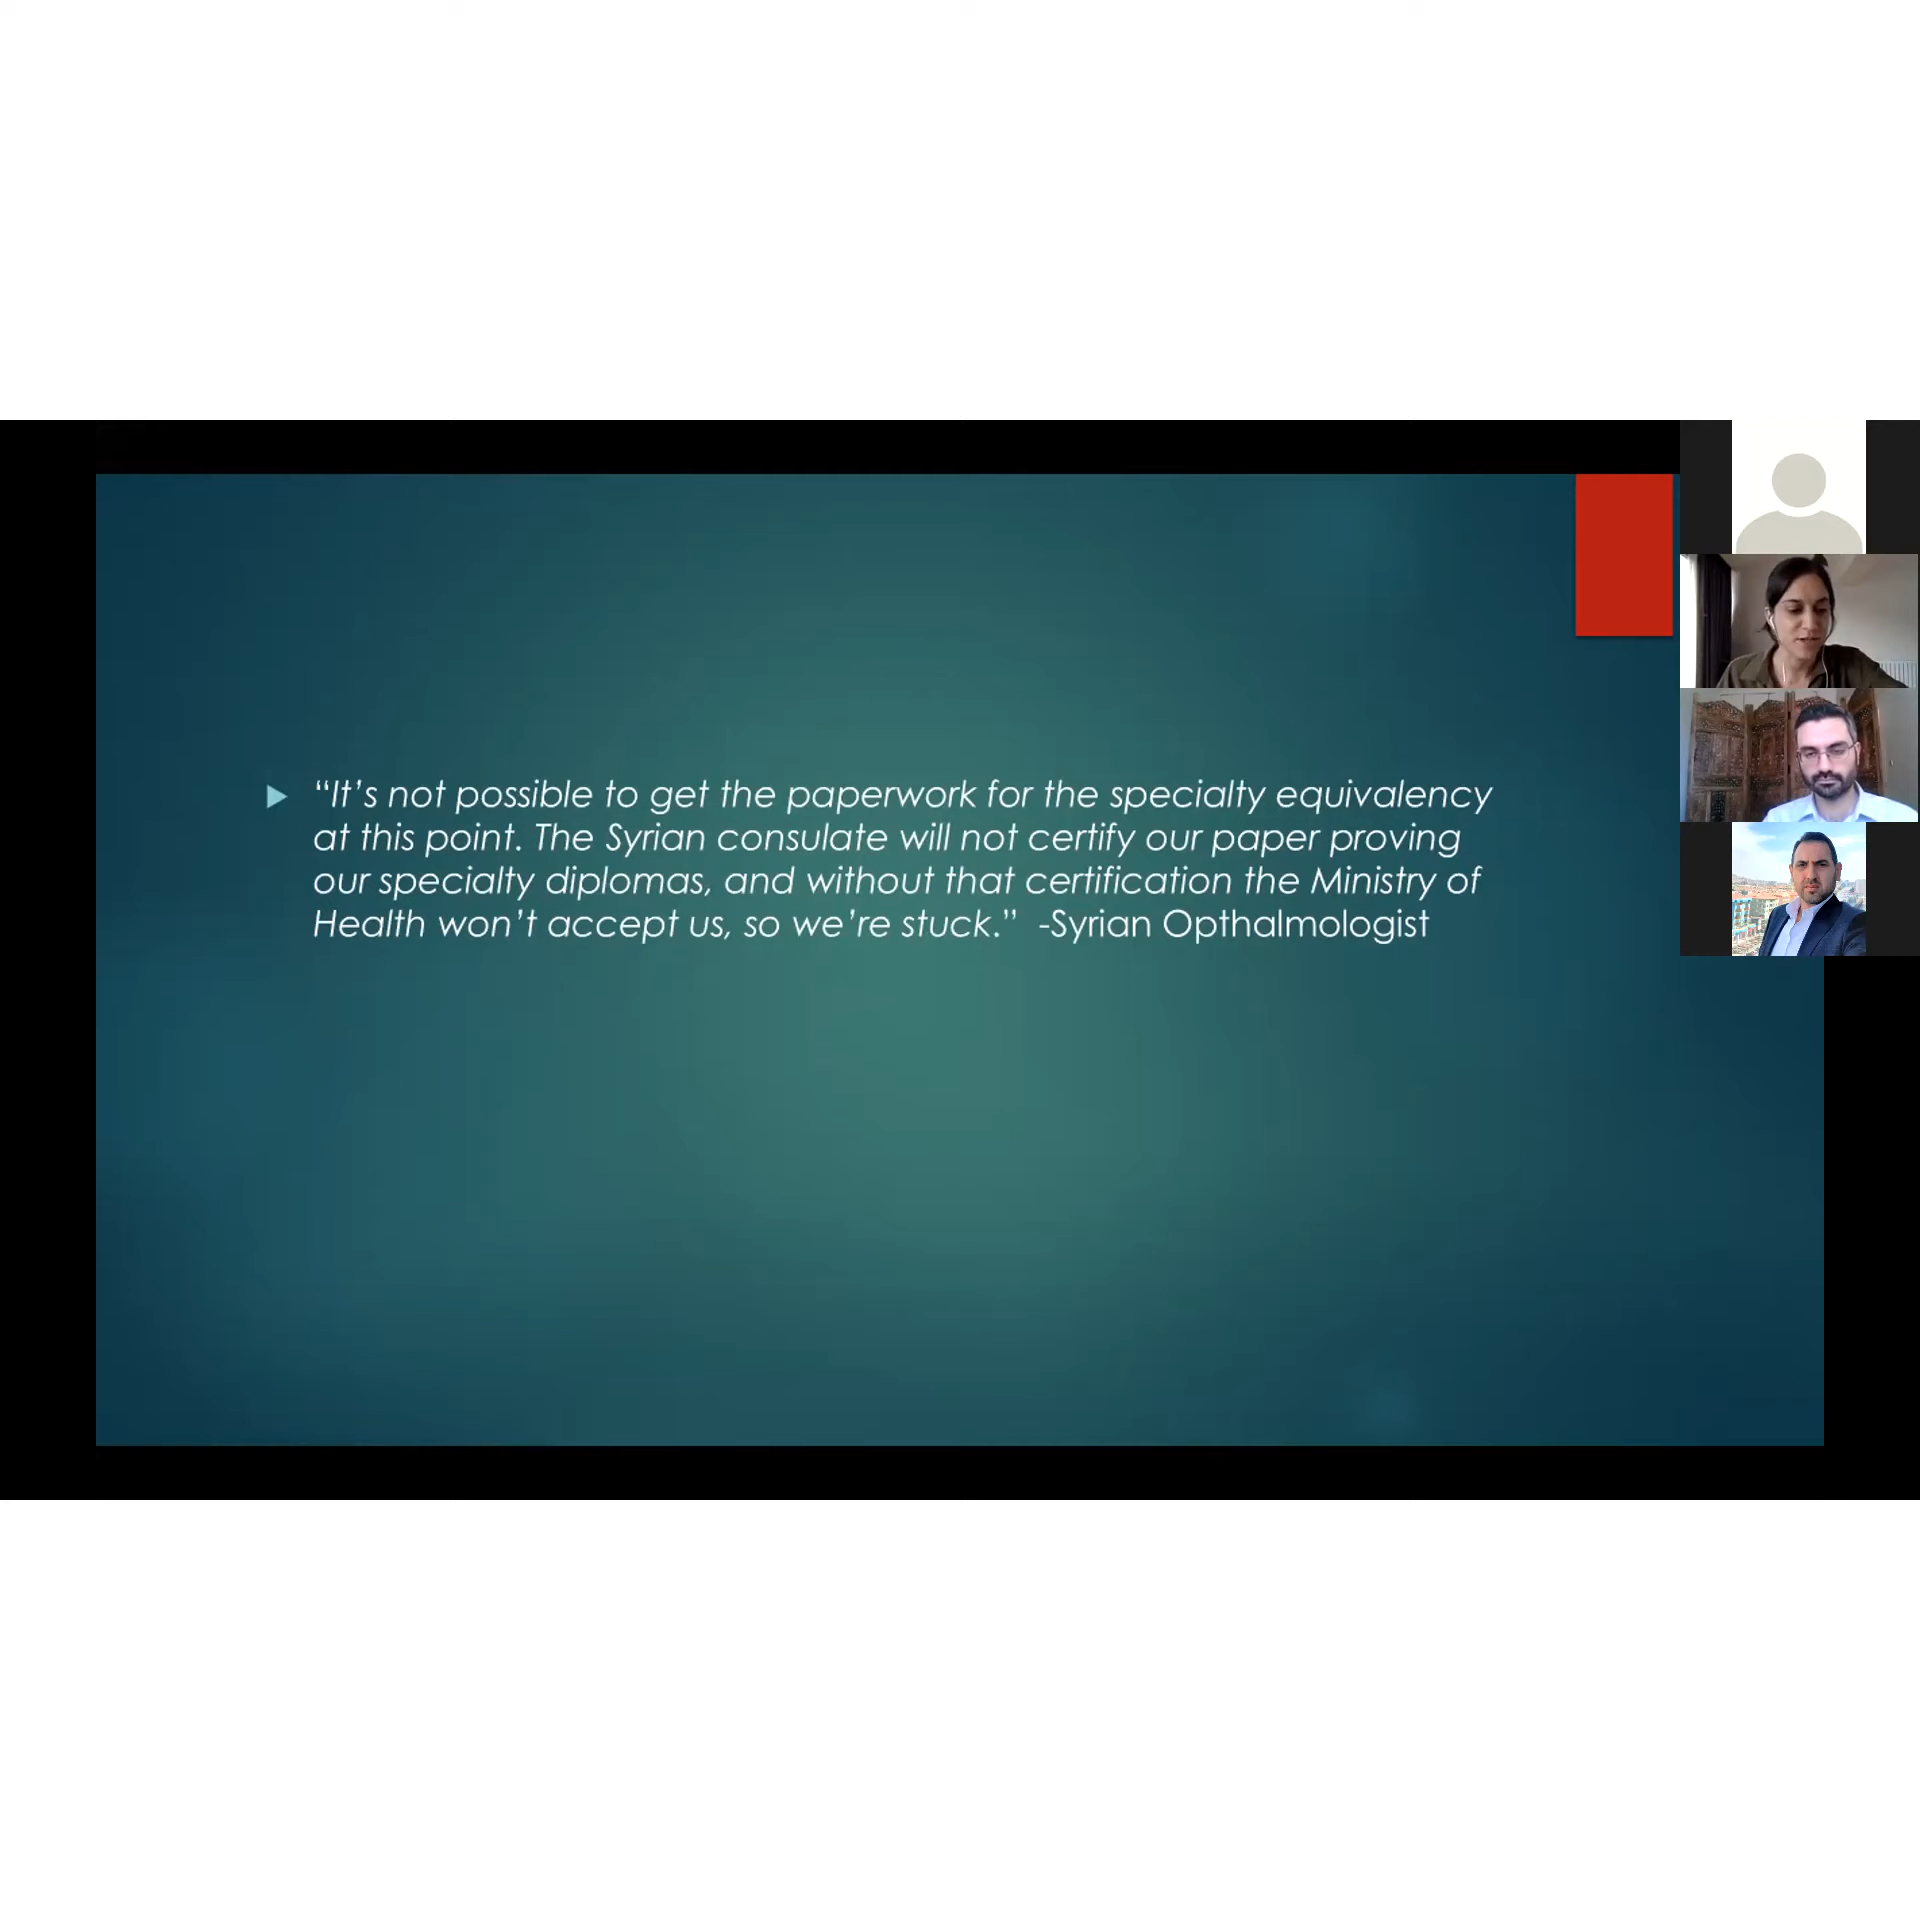 “It’s not possible to get the paperwork for the specialty equivalency
at this point. The Syrian consulate will not certify our paper proving
our specialty diplomas, and without that certification the Ministry of
Health won’t accept us, so we’re stuck.” -Syrian Opthalmologist